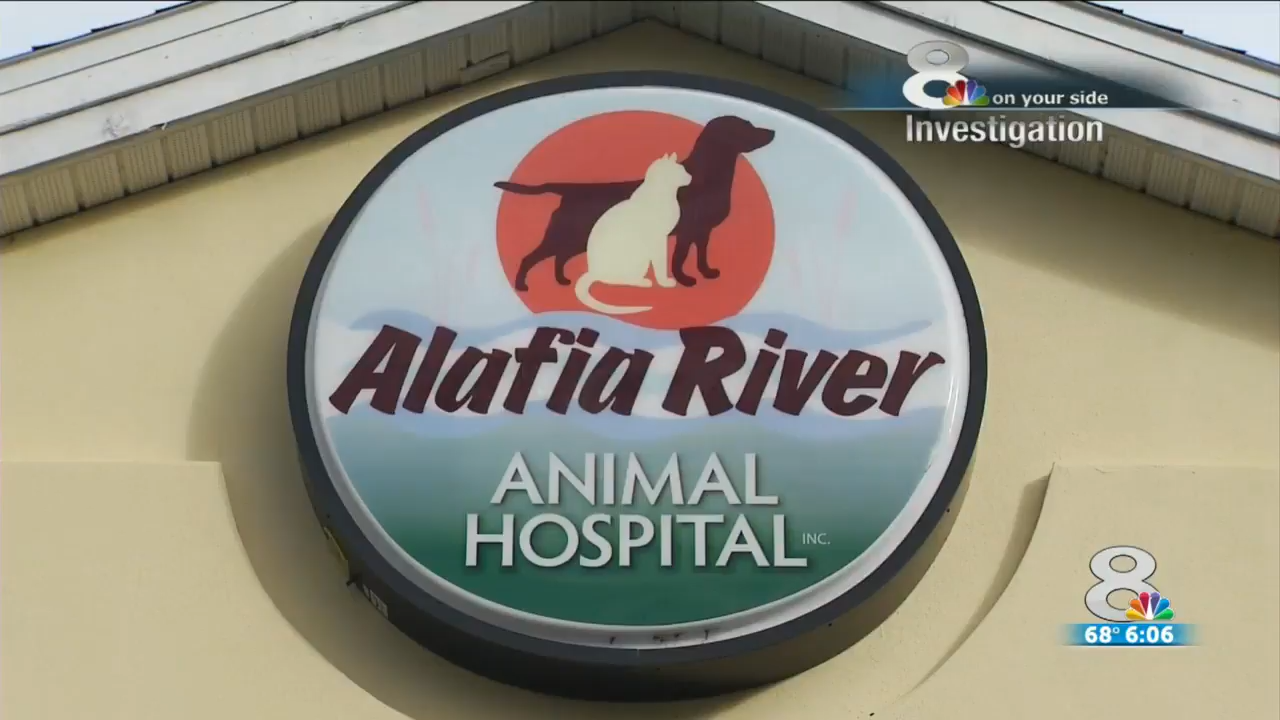 8
on your side
Investigation
Alafia River
ANIMAL
HOSPITAL INC.
8
68° 6:06